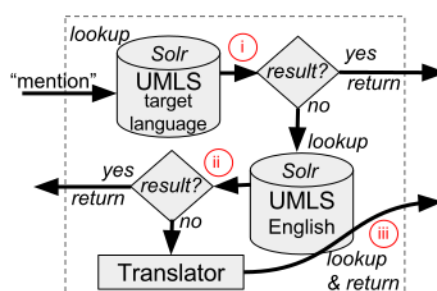 lookup
Solr
i
yes
"mention"
UMLS
result?
target
return
language
no
lookup
yes
ii
Solr
result?
UMLS
return
no
English
iii
Translator
lookup
& return